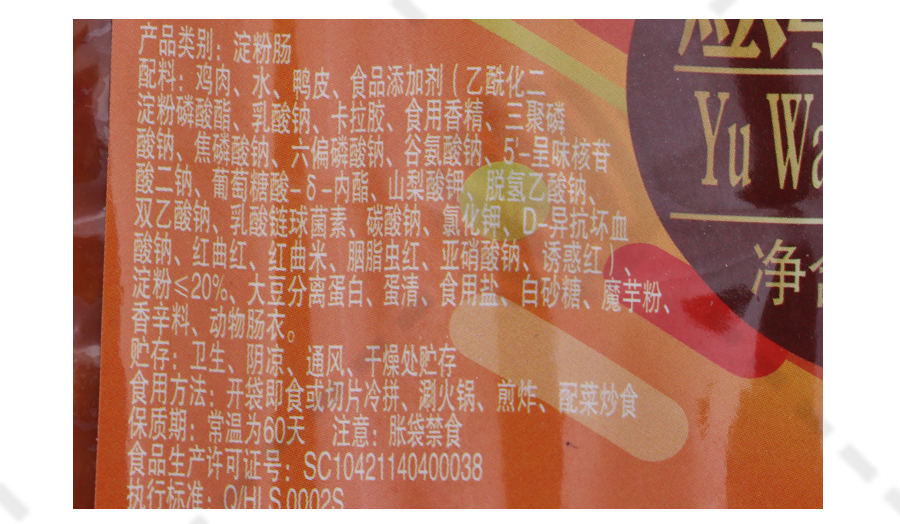 产品类别：淀粉肠
配料：鸡肉、水、鸭皮、食品添加剂（乙酰化二
淀粉磷酸酯、乳酸钠、卡拉胶、食用香精、三聚磷
酸钠、焦磷酸钠、六偏磷酸钠、谷氨酸钠、5'-呈味核苷
酸二钠、葡萄糖酸-δ-内酯、山梨酸钾、脱氢乙酸钠、
双乙酸钠、乳酸链球菌素、碳酸钠、氯化钾、D-异抗坏血
酸钠、红曲红、红曲米、胭脂虫红、亚硝酸钠、诱惑红）、
淀粉≤20%、大豆分离蛋白、蛋清、食用盐、白砂糖、魔芋粉、
香辛料、动物肠衣。
贮存：卫生、阴凉、通风、干燥处贮存
食用方法：开袋即食或切片冷拼、涮火锅、煎炸、配菜炒食
保质期：常温为60天 注意：胀袋禁食
食品生产许可证号：SC10421140400038
执行标准：Q/HLS 0002S
Yu Wa
净含